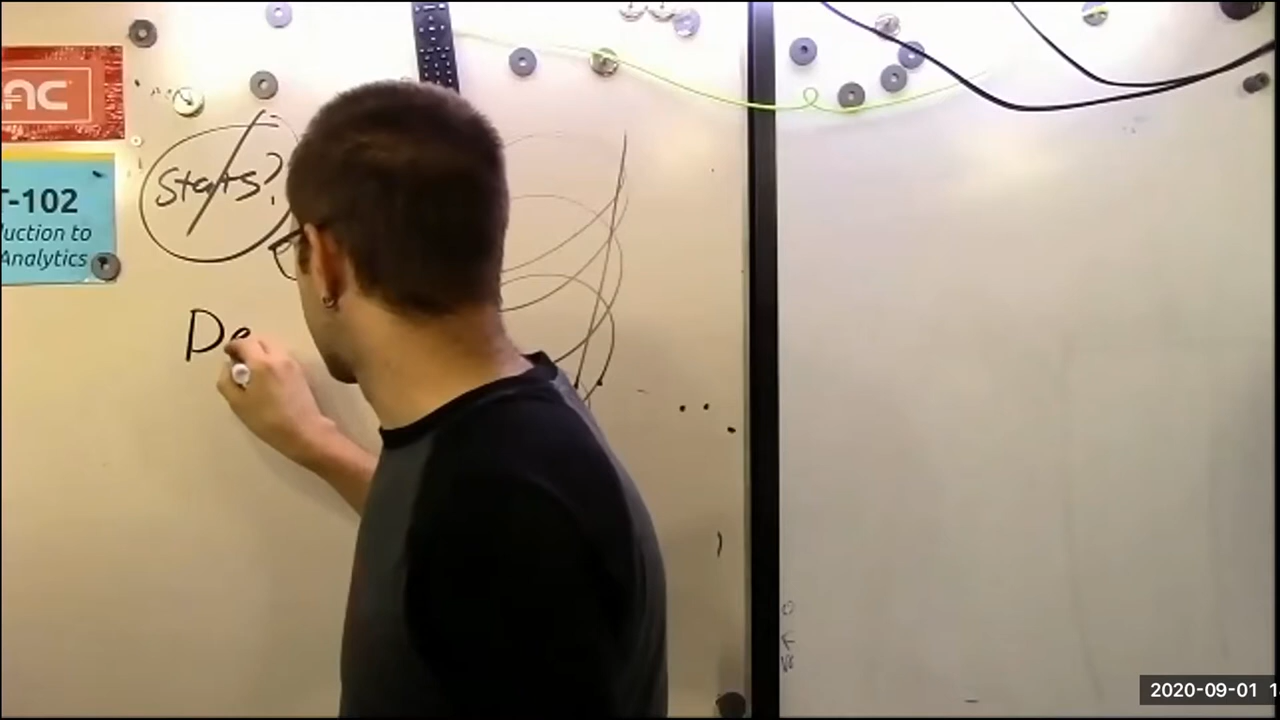 AC
T-102
uction to
Analytics
Stats?
De
2020-09-01 1